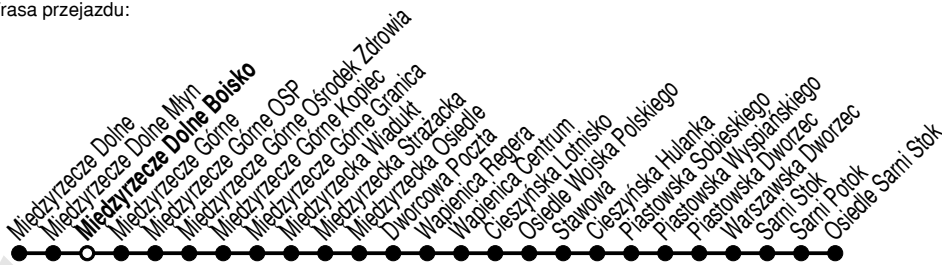 rasa przejazdu:
Międzyrzecze Dolne
Międzyrzecze Dolne Młyn
Międzyrzecze Dolne Boisko
Międzyrzecze Górne
Międzyrzecze Górne OSP
Międzyrzecze Górne Ośrodek Zdrowia
Międzyrzecze Górne Kopiec
Międzyrzecze Górne Granica
Międzyrzecka Wiadukt
Międzyrzecka Strażacka
Międzyrzecka Osiedle
Dworcowa Poczta
Wapienica Regera
Wapienica Centrum
Cieszyńska Lotnisko
Osiedle Wojska Polskiego
Stawowa
Cieszyńska Hulanka
Piastowska Sobieskiego
Piastowska Wyspiańskiego
Piastowska Dworzec
Warszawska Dworzec
Sarni Stok
Sarni Potok
Osiedle Sarni Stok